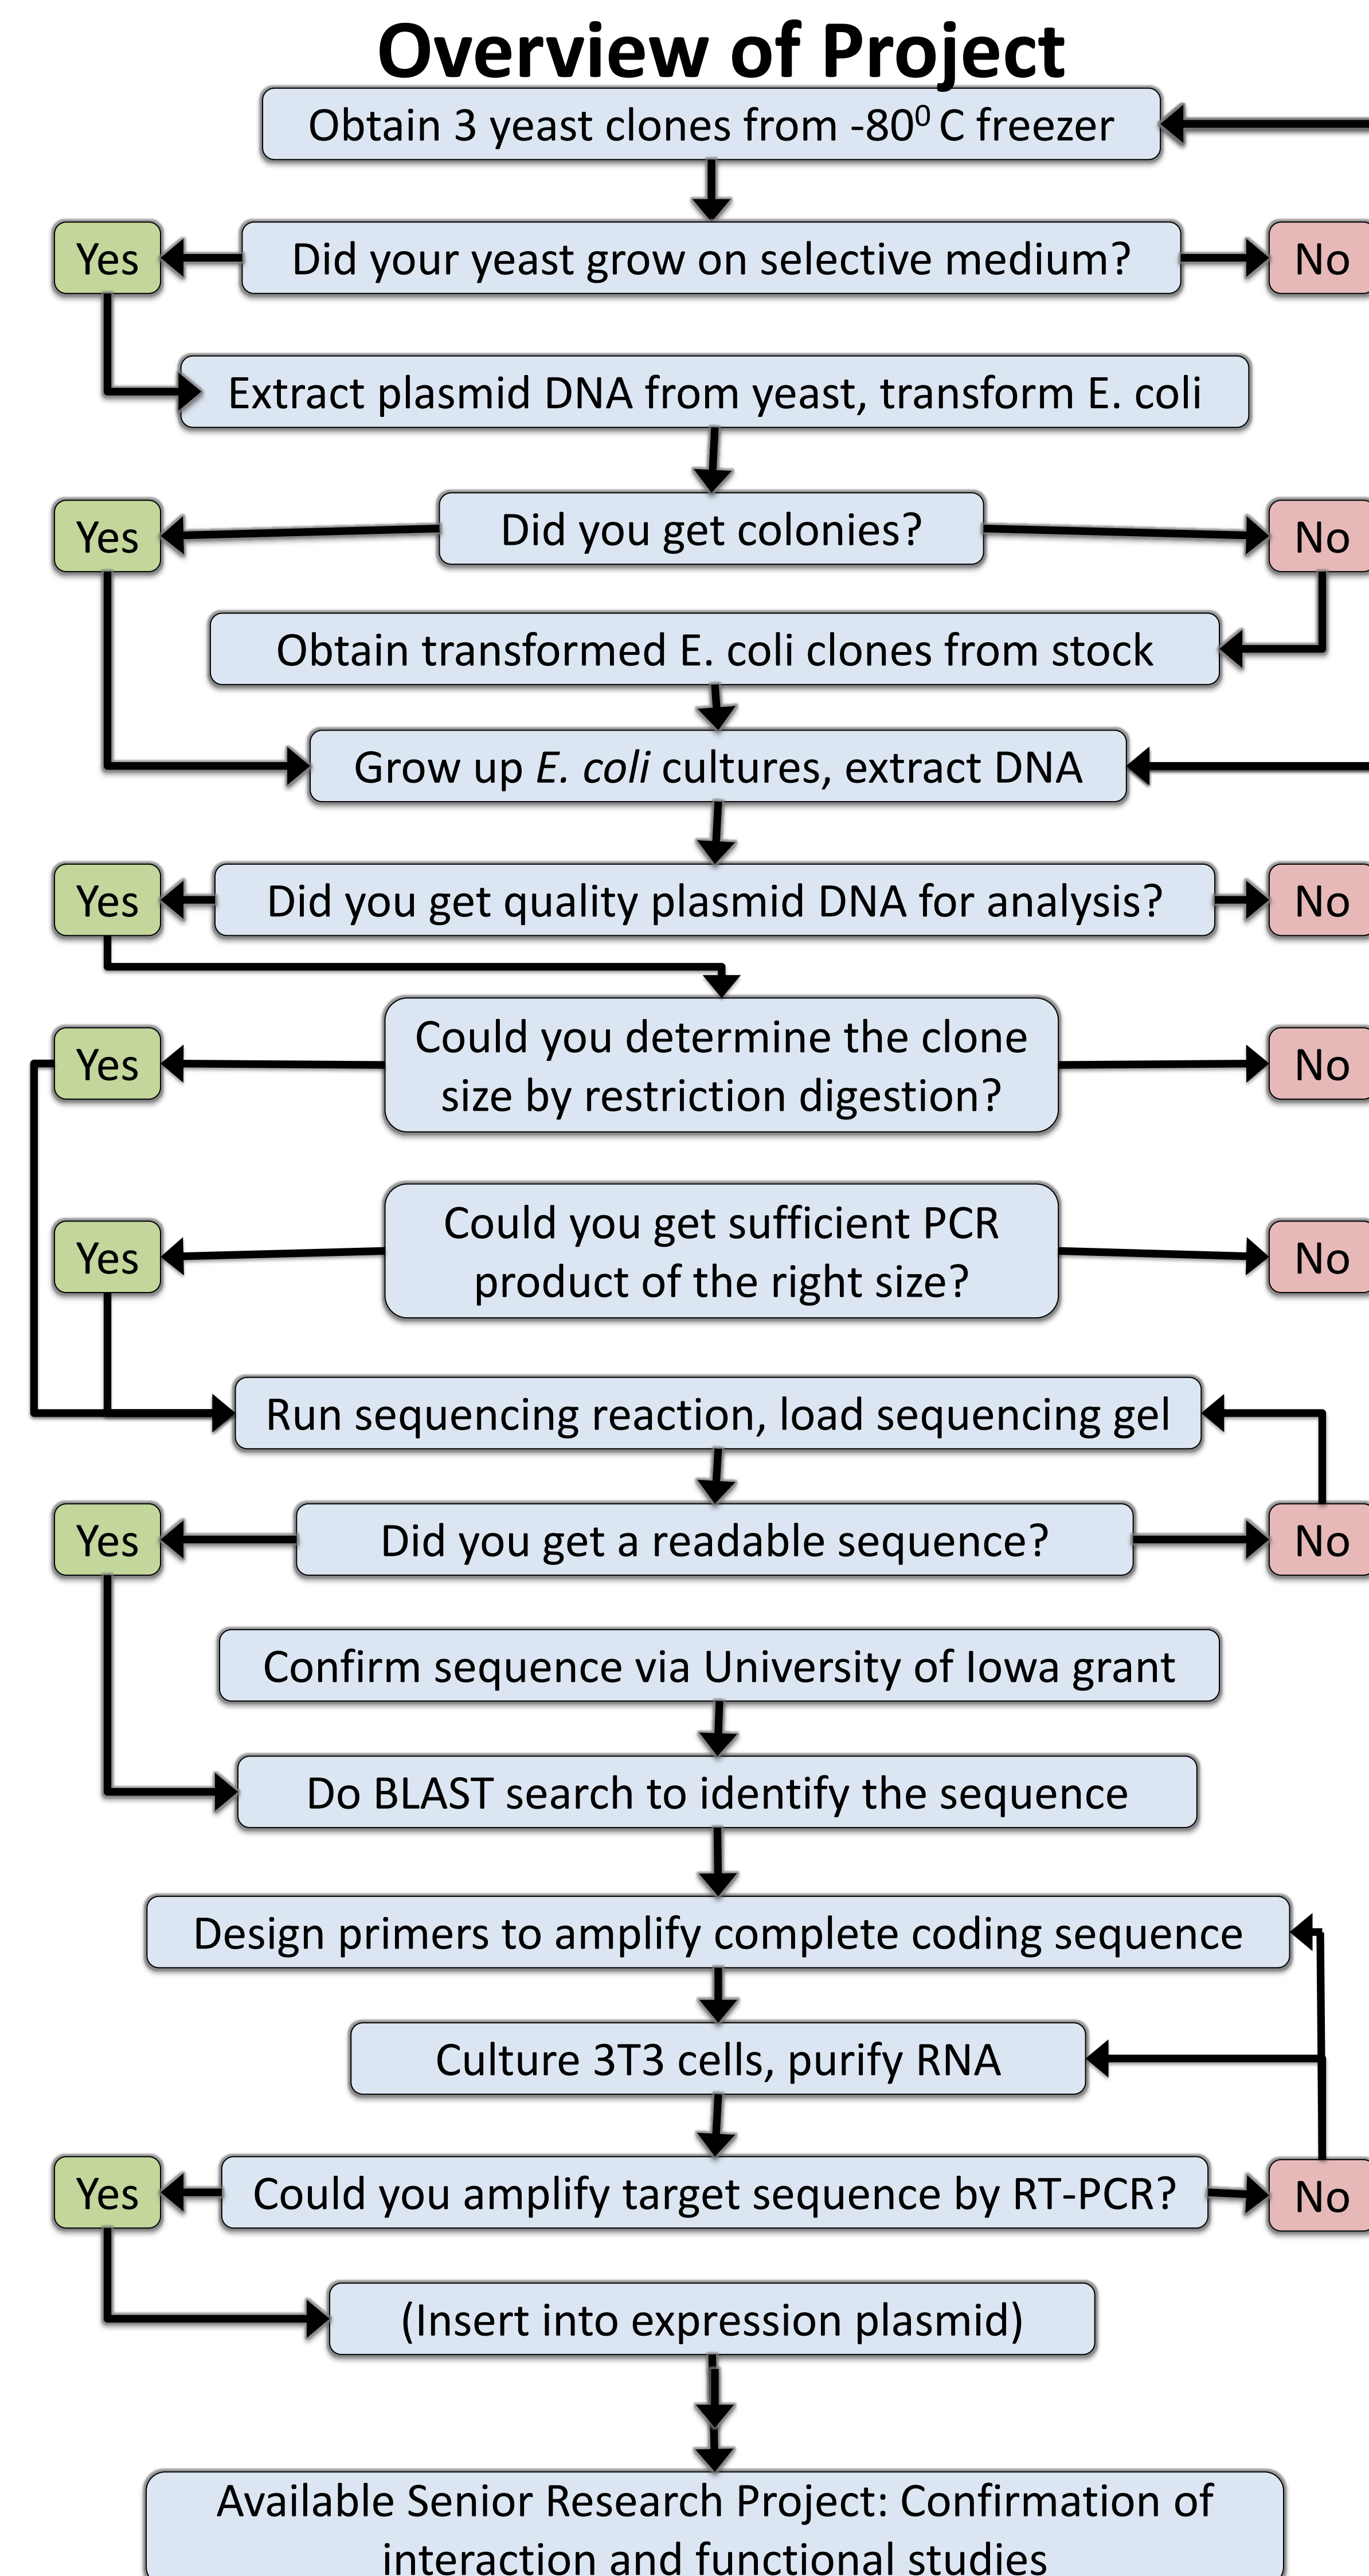 Overview of Project
Obtain 3 yeast clones from -80⁰ C freezer
Yes
Did your yeast grow on selective medium?
No
Extract plasmid DNA from yeast, transform E. coli
Yes
Did you get colonies?
No
Obtain transformed E. coli clones from stock
Grow up E. coli cultures, extract DNA
Yes
Did you get quality plasmid DNA for analysis?
No
Yes
Could you determine the clone
size by restriction digestion?
No
Yes
Could you get sufficient PCR
product of the right size?
No
Run sequencing reaction, load sequencing gel
Yes
Did you get a readable sequence?
No
Confirm sequence via University of Iowa grant
Do BLAST search to identify the sequence
Design primers to amplify complete coding sequence
Culture 3T3 cells, purify RNA
Yes
Could you amplify target sequence by RT-PCR?
No
(Insert into expression plasmid)
Available Senior Research Project: Confirmation of
interaction and functional studies